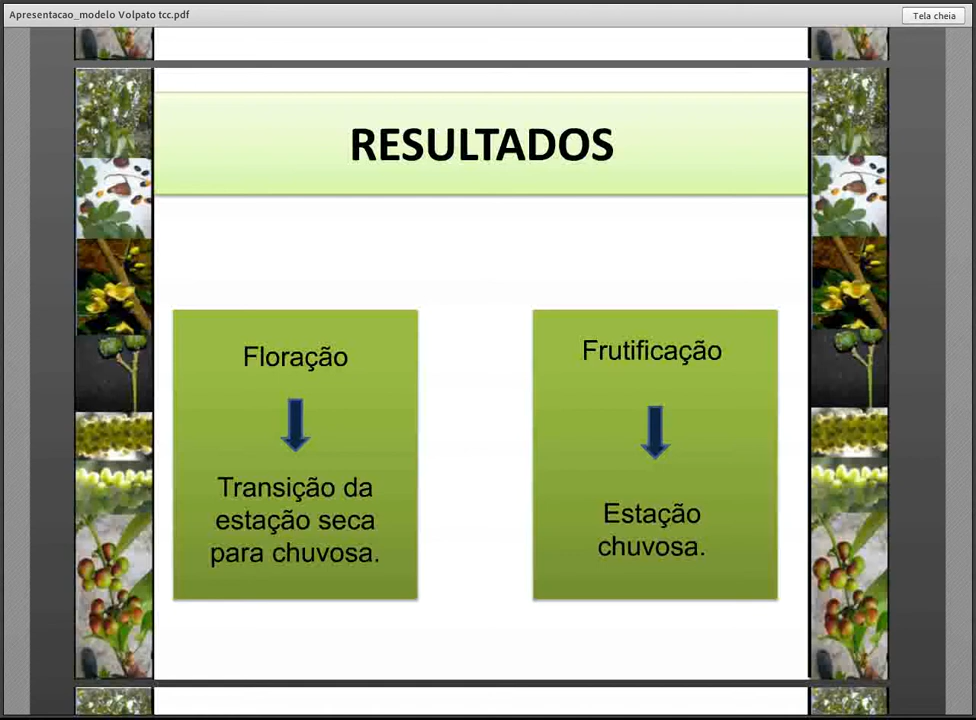 Apresentacao_modelo Volpato tcc.pdf
Tela cheia
RESULTADOS
Floração
Transição da
estação seca
para chuvosa.
Frutificação
Estação
chuvosa.